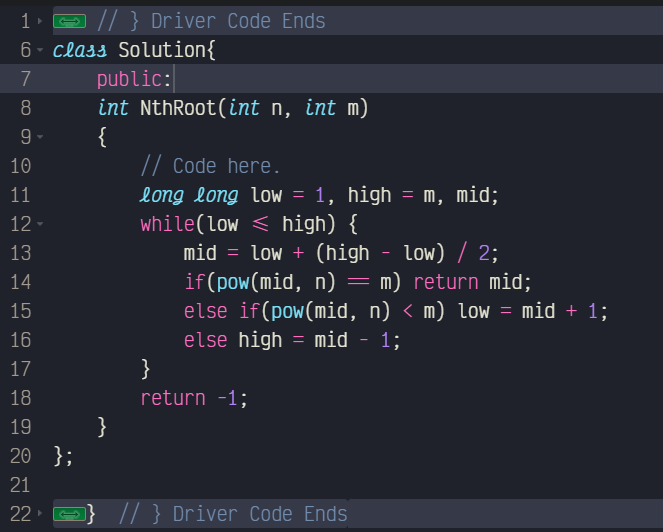 1 // } Driver Code Ends
6 class Solution{
7     public:
8     int NthRoot(int n, int m)
9     {
10         // Code here.
11         long long low = 1, high = m, mid;
12         while(low <= high) {
13             mid = low + (high - low) / 2;
14             if(pow(mid, n) == m) return mid;
15             else if(pow(mid, n) < m) low = mid + 1;
16             else high = mid - 1;
17         }
18         return -1;
19     }
20 };
21
22 }  // } Driver Code Ends